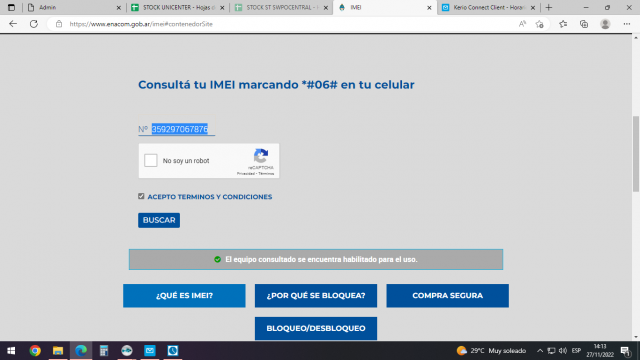 Admin
STOCK UNICENTER - Hojas d
STOCK ST SWPOCENTRAL -
IMEI
Kerio Connect Client - Horar
https://www.enacom.gob.ar/imei#contenedorSite
Consultá tu IMEI marcando *#06# en tu celular
Nº 359297067876
No soy un robot
reCAPTCHA
Privacidad - Términos
ACEPTO TERMINOS Y CONDICIONES
BUSCAR
El equipo consultado se encuentra habilitado para el uso.
¿QUÉ ES IMEI?
¿POR QUÉ SE BLOQUEA?
COMPRA SEGURA
BLOQUEO/DESBLOQUEO
29°C Muy soleado
ESP
14:13
27/11/2022